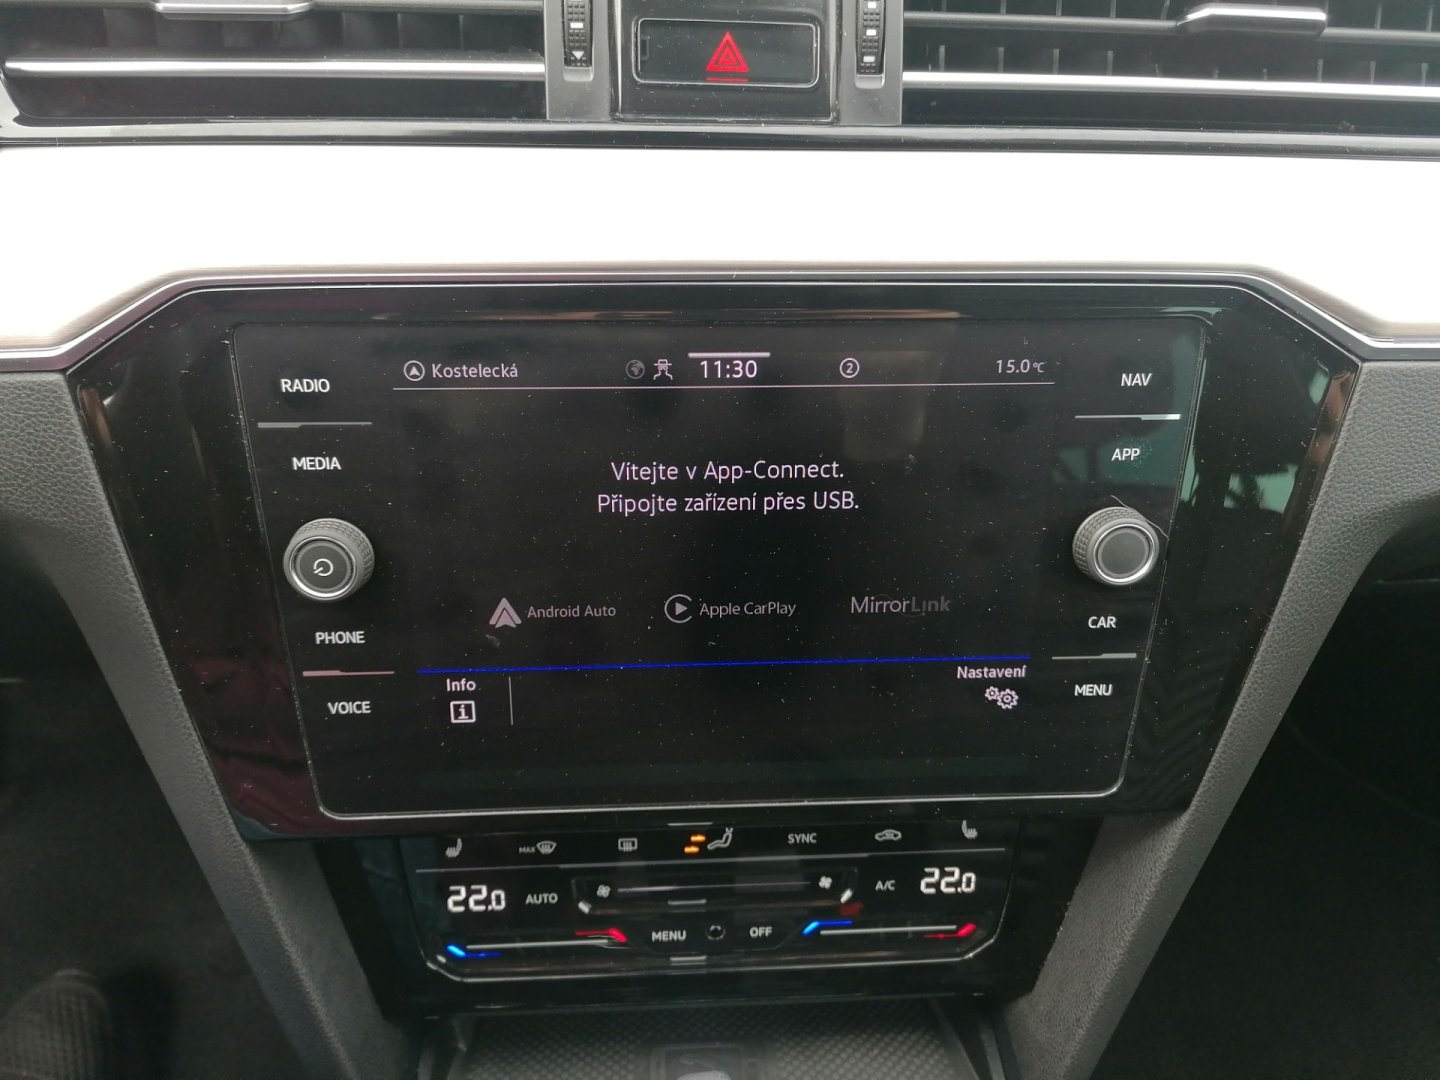 Kostelecká 11:30 2 15.0 °C
RADIO
NAV
MEDIA
APP
Vítejte v App-Connect.
Připojte zařízení přes USB.
Android Auto Apple CarPlay MirrorLink
PHONE
CAR
Info
Nastavení
VOICE
MENU
MAX SYNC
22.0 AUTO A/C 22.0
MENU OFF